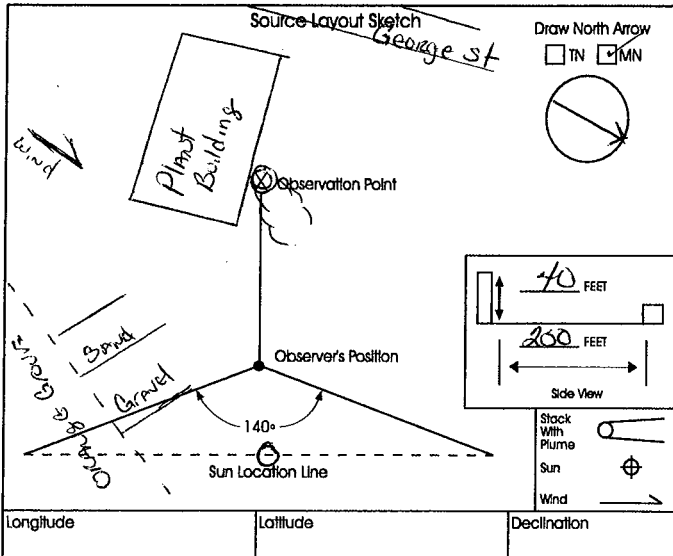 Source Layout Sketch
George St
Draw North Arrow
TN MN
Wind
Plant
Building
Observation Point
40 FEET
200 FEET
Side View
Observer's Position
Sand
Gravel
ORANGE Grove
140°
Sun Location Line
Stack
With
Plume
Sun
Wind
Longitude
Latitude
Declination